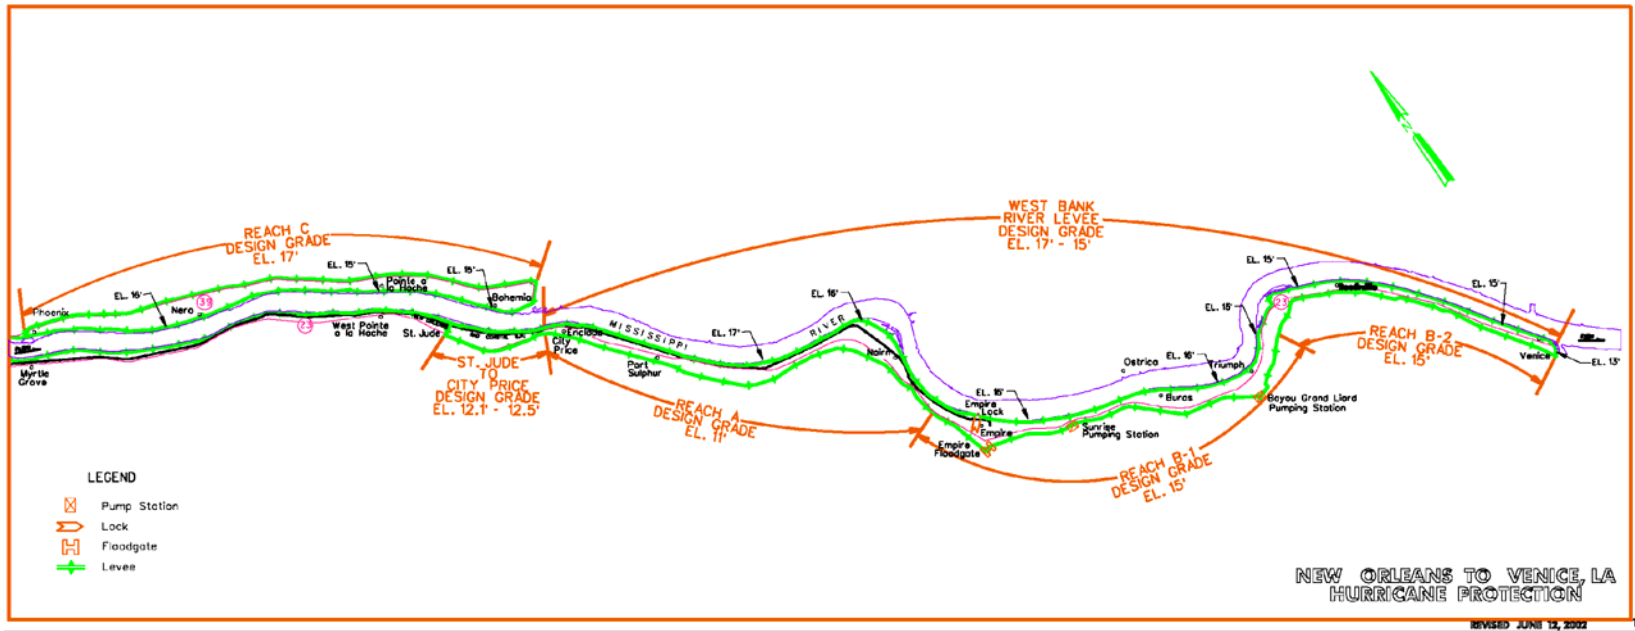 WEST BANK
RIVER LEVEE
DESIGN GRADE
EL. 17' - 15'
REACH C
DESIGN GRADE
EL. 17'
EL. 15'
EL. 15'
EL. 16'
Phoenix
39
Nero
Pointe a
la Hache
Bohemia
23
West Pointe
a la Hache
St. Jude
Myrtle
Grove
ST. JUDE
TO
CITY PRICE
DESIGN GRADE
EL. 12.1' - 12.5'
City
Price
MISSISSIPPI
RIVER
EL. 17'
EL. 16'
Port
Sulphur
Nairn
REACH A
DESIGN GRADE
EL. 11'
EL. 16'
Empire
Lock
Empire
Empire
Floodgate
Sunrise
Pumping Station
Ostrica
EL. 16'
Triumph
Buras
EL. 15'
EL. 15'
23
Bayou Grand Liard
Pumping Station
REACH B-1
DESIGN GRADE
EL. 15'
REACH B-2
DESIGN GRADE
EL. 15'
EL. 15'
Venice
EL. 13'
N
LEGEND
Pump Station
Lock
Floodgate
Levee
NEW ORLEANS TO VENICE, LA
HURRICANE PROTECTION
REVISED JUNE 12, 2002